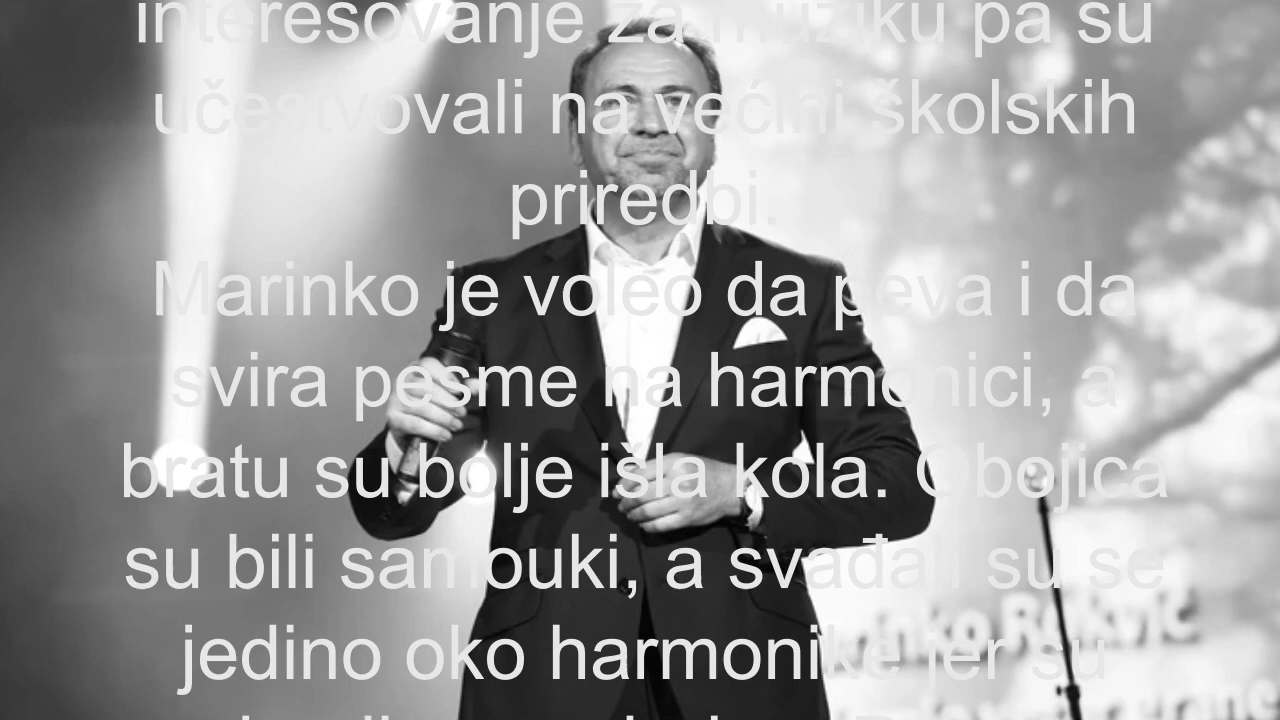 interesovanje za muziku pa su
učestvovali na većini školskih
priredbi.
Marinko je voleo da peva i da
svira pesme na harmonici, a
bratu su bolje išla kola. Obojica
su bili samouki, a svađali su se
jedino oko harmonike jer su